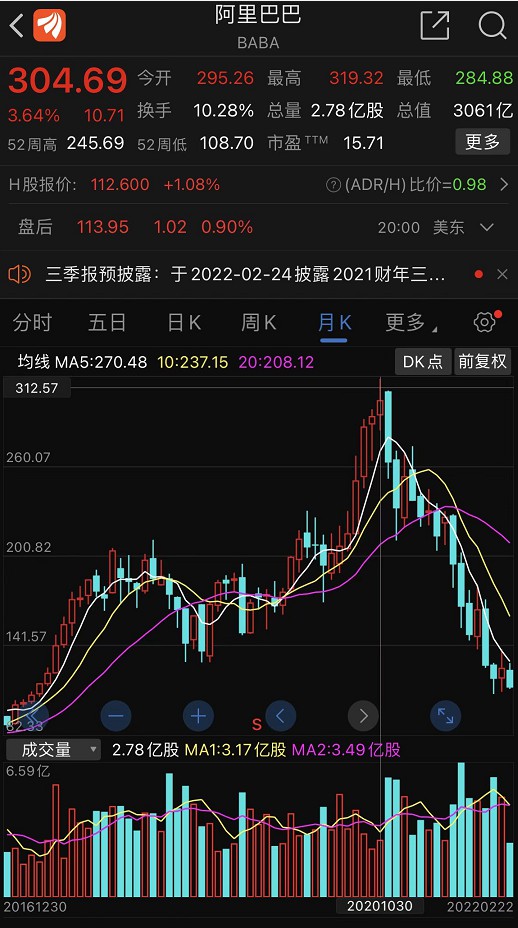 阿里巴巴
BABA
304.69 今开 295.26 最高 319.32 最低 284.88
3.64% 10.71 换手 10.28% 总量 2.78亿股 总值 3061亿
52周高 245.69 52周低 108.70 市盈TTM 15.71 更多
H股报价: 112.600 +1.08% ?(ADR/H)比价=0.98
盘后 113.95 1.02 0.90% 20:00 美东
三季报预披露：于2022-02-24披露2021财年三...
分时 五日 日K 周K 月K 更多
均线 MA5:270.48 10:237.15 20:208.12 DK点 前复权
312.57
260.07
200.82
141.57
S
成交量 2.78亿股 MA1:3.17亿股 MA2:3.49亿股
6.59亿
20161230 20201030 20220222